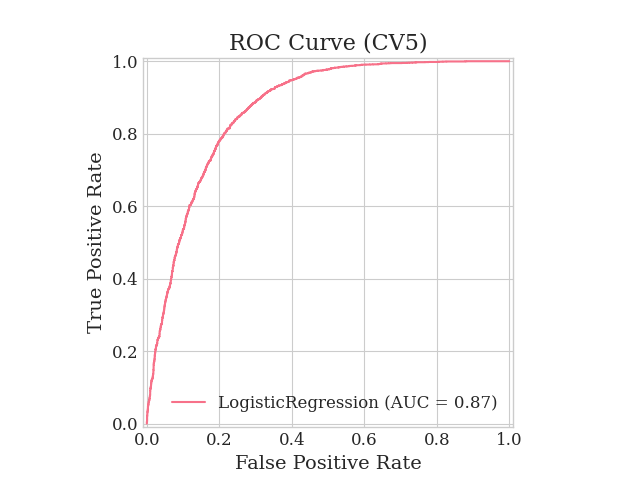 ROC Curve (CV5)
1.0
0.8
0.6
0.4
0.2
0.0
True Positive Rate
LogisticRegression (AUC = 0.87)
0.0 0.2 0.4 0.6 0.8 1.0
False Positive Rate